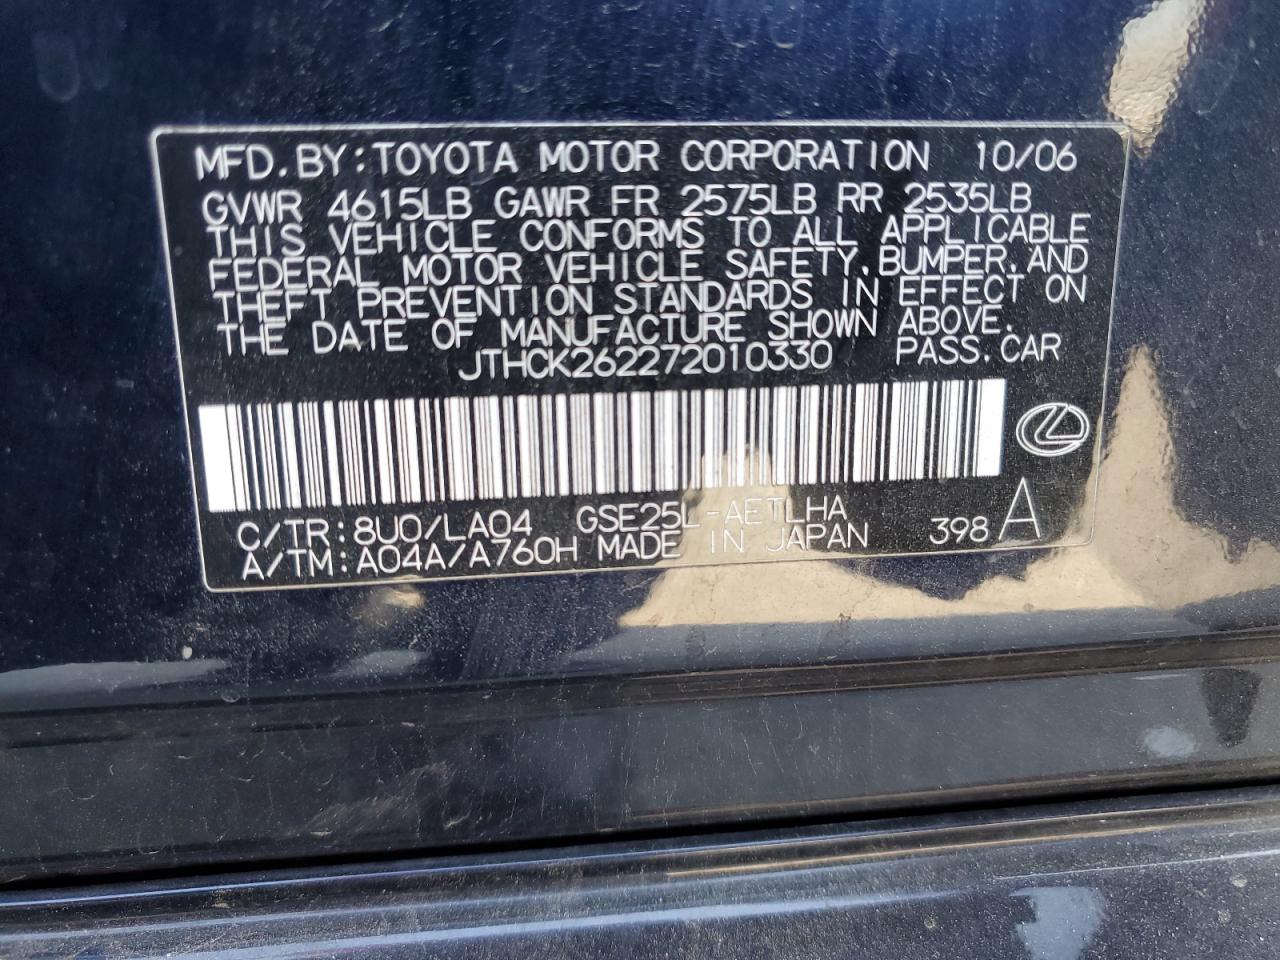 MFD. BY: TOYOTA MOTOR CORPORATION 10/06
GVWR 4615LB GAWR FR 2575LB RR 2535LB
THIS VEHICLE CONFORMS TO ALL APPLICABLE
FEDERAL MOTOR VEHICLE SAFETY, BUMPER, AND
THEFT PREVENTION STANDARDS IN EFFECT ON
THE DATE OF MANUFACTURE SHOWN ABOVE.
JTHCK262272010330 PASS. CAR
C/TR: 8U0/LA04 GSE25L-AETLHA
A/TM: A04A/A760H MADE IN JAPAN 398 A